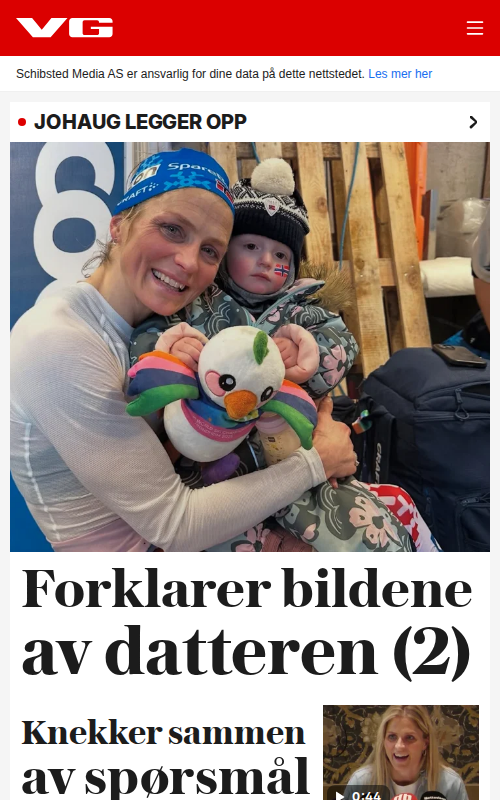 VG
Schibsted Media AS er ansvarlig for dine data på dette nettstedet. Les mer her
JOHAUG LEGGER OPP
CRAFT
Forklarer bildene
av datteren (2)
Knekker sammen
av spørsmål
0:44